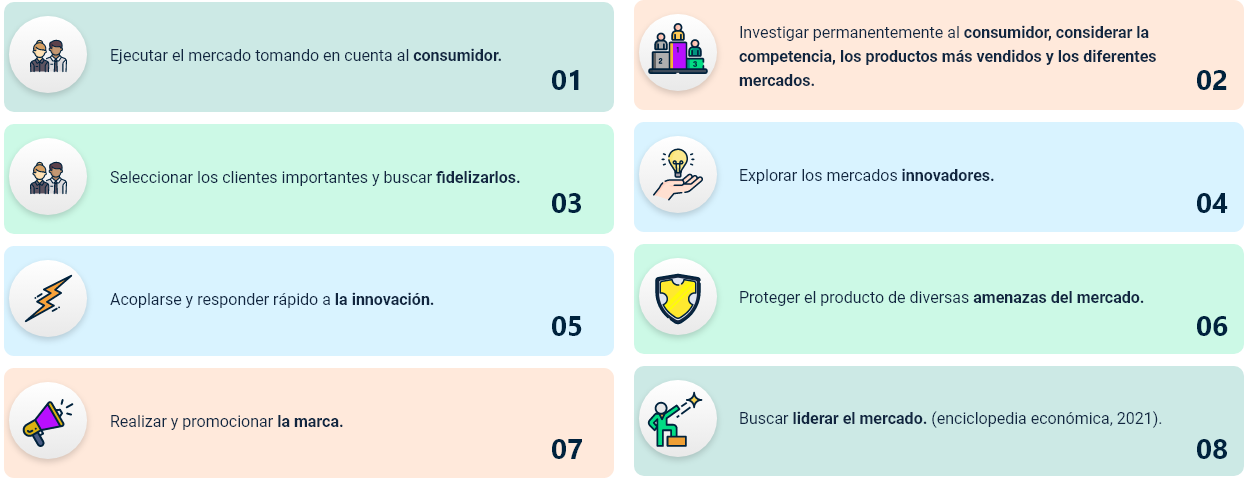 Ejecutar el mercado tomando en cuenta al consumidor.
01
Investigar permanentemente al consumidor, considerar la
competencia, los productos más vendidos y los diferentes
mercados.
2
1
3
02
Seleccionar los clientes importantes y buscar fidelizarlos.
03
Explorar los mercados innovadores.
04
Acoplarse y responder rápido a la innovación.
05
Proteger el producto de diversas amenazas del mercado.
06
Realizar y promocionar la marca.
07
Buscar liderar el mercado. (enciclopedia económica, 2021).
08